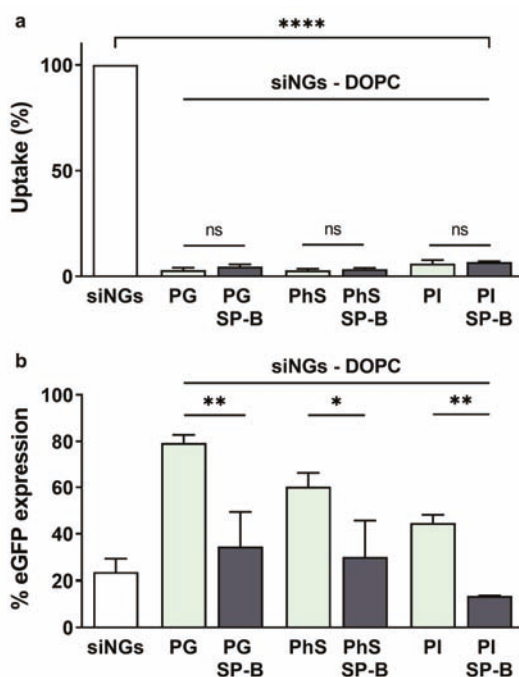 a
****
siNGs - DOPC
Uptake (%)
100
50
0
ns
ns
ns
siNGs PG PG SP-B PhS PhS SP-B PI PI SP-B
b
siNGs - DOPC
% eGFP expression
100
80
60
40
20
0
**
*
**
siNGs PG PG SP-B PhS PhS SP-B PI PI SP-B